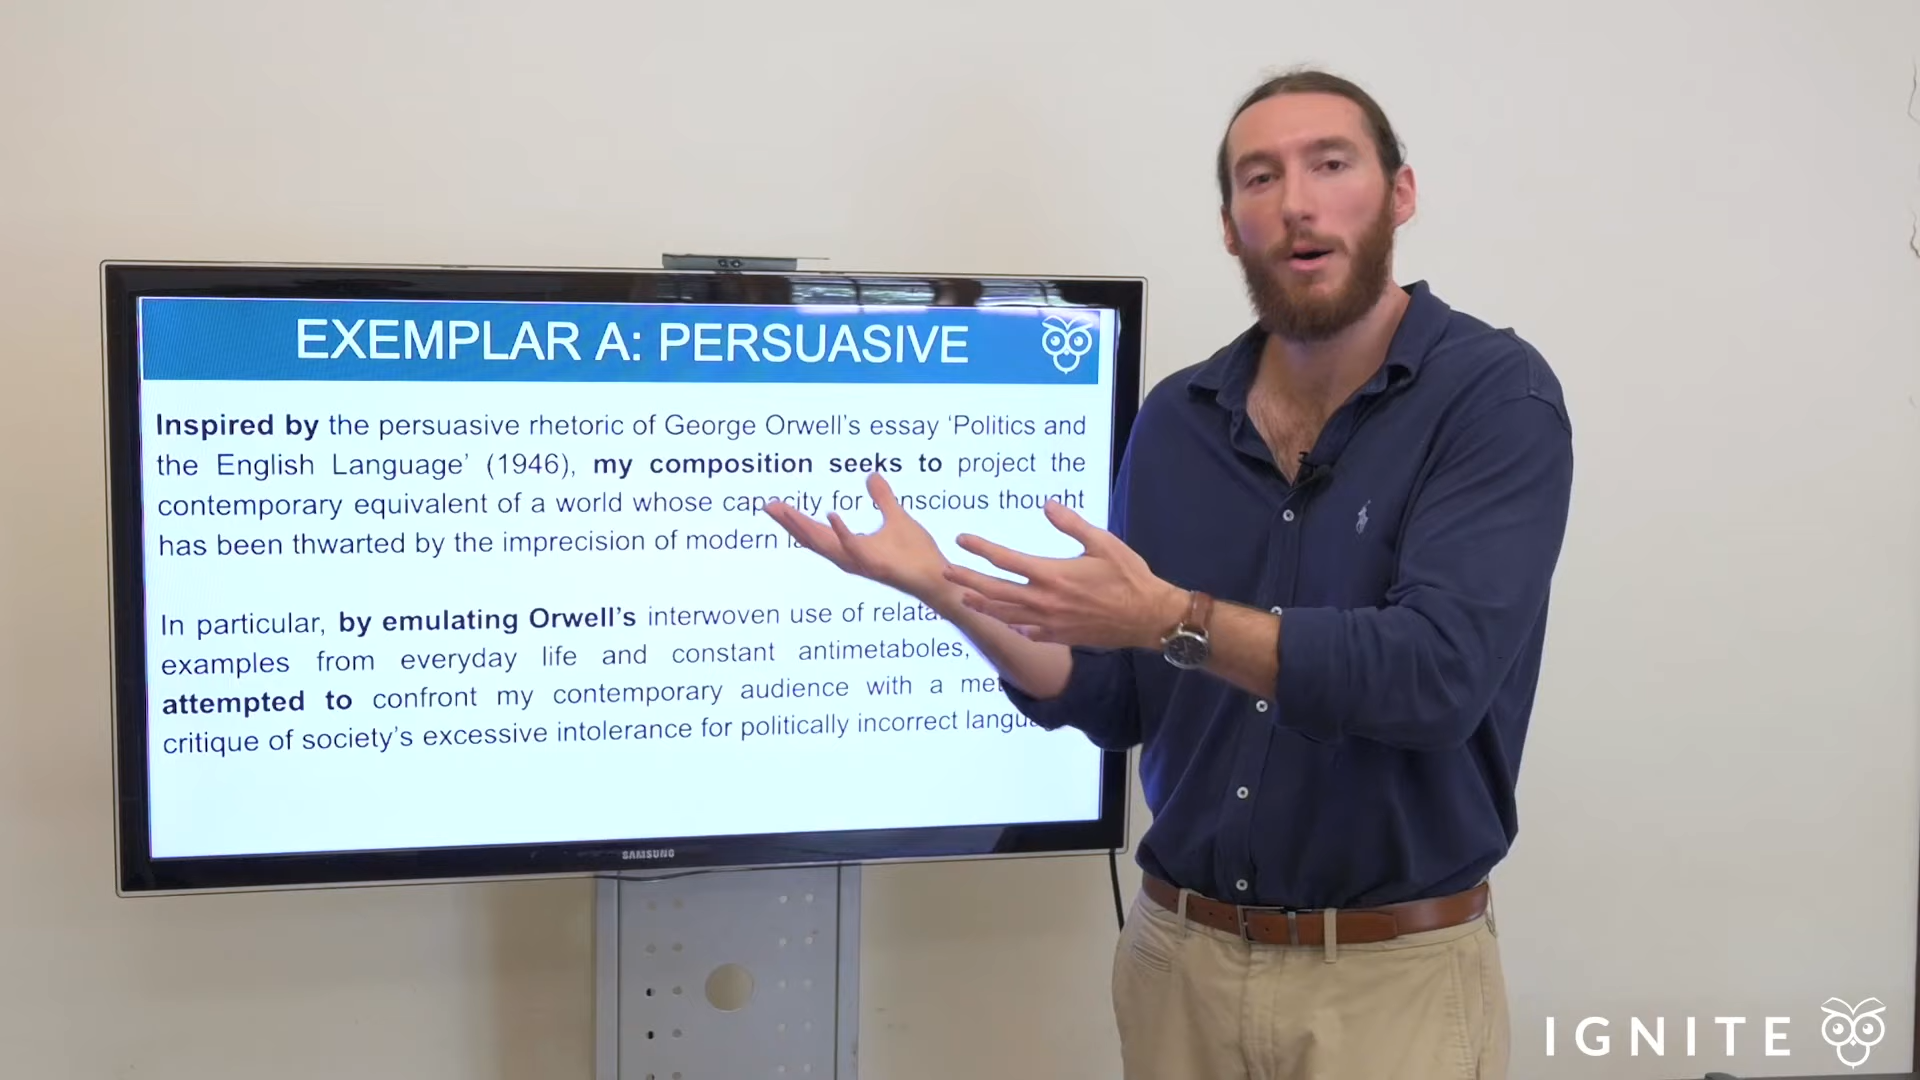 EXEMPLAR A: PERSUASIVE
Inspired by the persuasive rhetoric of George Orwell's essay 'Politics and
the English Language' (1946), my composition seeks to project the
contemporary equivalent of a world whose capacity for conscious thought
has been thwarted by the imprecision of modern
In particular, by emulating Orwell's interwoven use of
examples from everyday life and constant antimetaboles,
attempted to confront my contemporary audience with a
critique of society's excessive intolerance for politically incorrect language
SAMSUNG
IGNITE